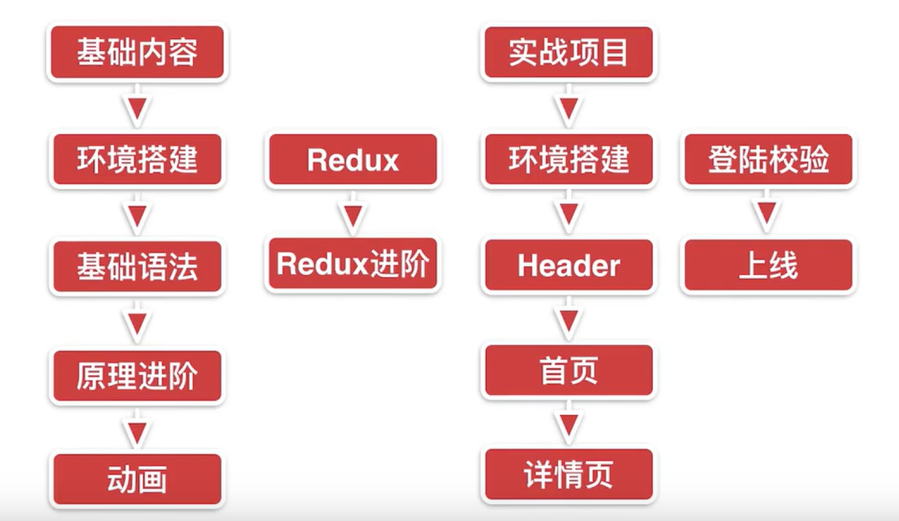 基础内容
环境搭建
基础语法
原理进阶
动画
Redux
Redux进阶
实战项目
环境搭建
Header
首页
详情页
登陆校验
上线